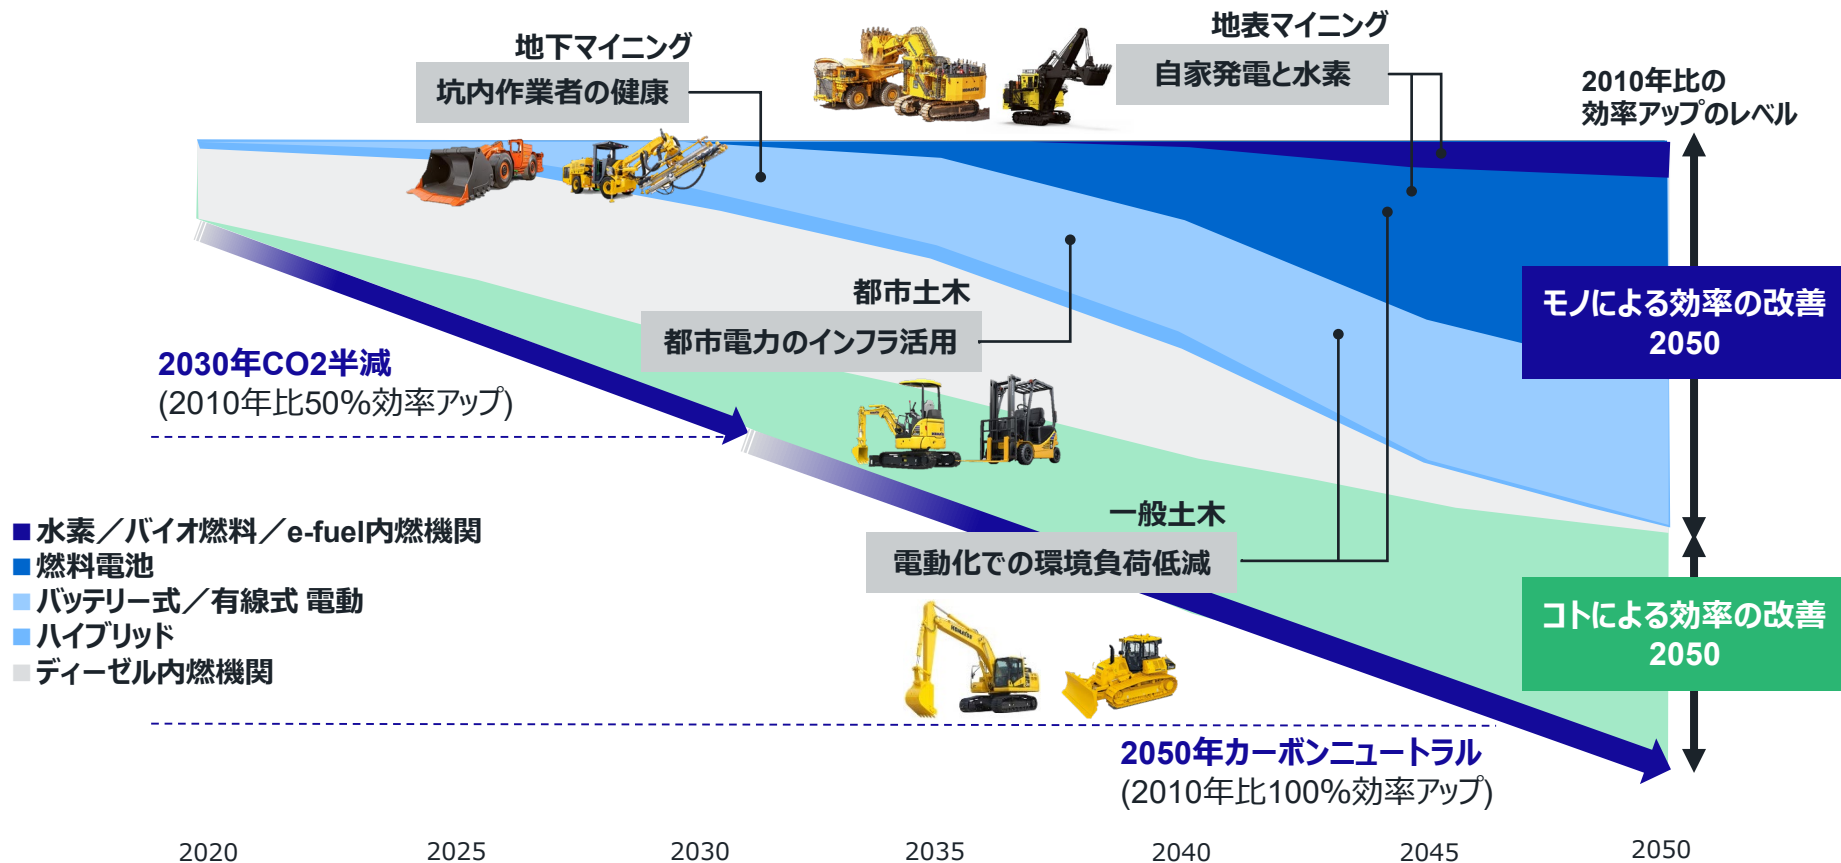 地下マイニング
坑内作業者の健康
地表マイニング
自家発電と水素
2010年比の
効率アップのレベル
都市土木
都市電力のインフラ活用
モノによる効率の改善
2050
2030年CO2半減
(2010年比50%効率アップ)
一般土木
電動化での環境負荷低減
コトによる効率の改善
2050
■水素／バイオ燃料／e-fuel内燃機関
■燃料電池
■バッテリー式／有線式 電動
■ハイブリッド
■ディーゼル内燃機関
2050年カーボンニュートラル
(2010年比100%効率アップ)
2020 2025 2030 2035 2040 2045 2050
KOMATSU